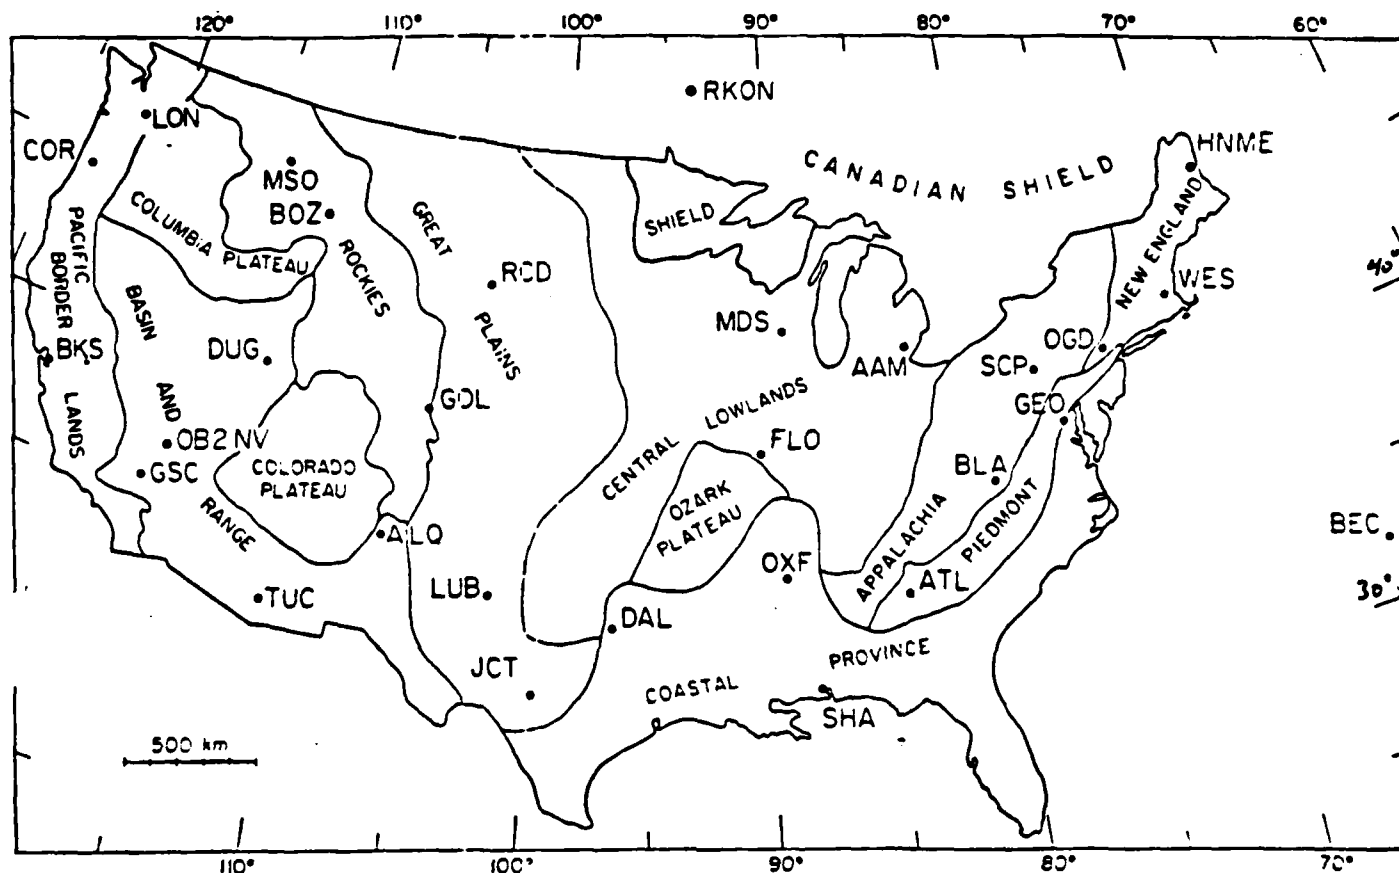 120° 110° 100° 90° 80° 70° 60°
RKON
LON
COR
HNME
CANADIAN SHIELD
MSO
BOZ
SHIELD
GREAT PLAINS
COLUMBIA PLATEAU
ROCKIES
NEW ENGLAND
PACIFIC BORDER LANDS
BASIN AND RANGE
40°
RCD
WES
MDS
OGD
BKS
DUG
AAM
SCP
GOL
GEO
CENTRAL LOWLANDS
OB2 NV
FLO
GSC
COLORADO
PLATEAU
BLA
OZARK
PLATEAU
APPALACHIA
PIEDMONT
BEC
ALQ
OXF
ATL
30°
TUC
LUB
DAL
JCT
COASTAL PROVINCE
SHA
500 km
110° 100° 90° 80° 70°